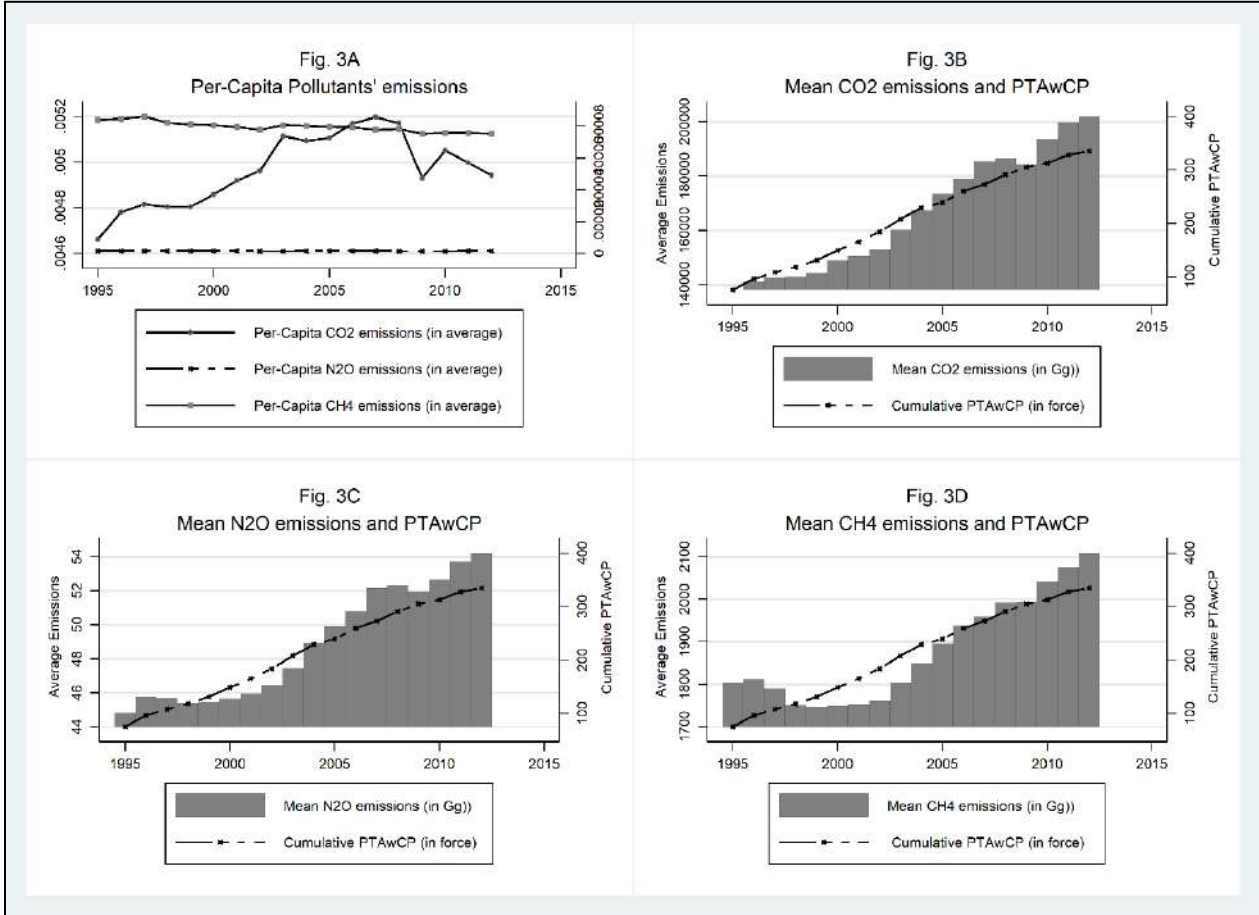 Fig. 3A
Per-Capita Pollutants' emissions
.0052
.005
.0048
.0046
0
1995 2000 2005 2010 2015
Per-Capita CO2 emissions (in average)
Per-Capita N2O emissions (in average)
Per-Capita CH4 emissions (in average)
Fig. 3B
Mean CO2 emissions and PTAwCP
Average Emissions
200000
180000
160000
140000
400
300
200
100
Cumulative PTAwCP
1995 2000 2005 2010 2015
Mean CO2 emissions (in Gg))
Cumulative PTAwCP (in force)
Fig. 3C
Mean N2O emissions and PTAwCP
Average Emissions
54
52
50
48
46
44
400
300
200
100
Cumulative PTAwCP
1995 2000 2005 2010 2015
Mean N2O emissions (in Gg))
Cumulative PTAwCP (in force)
Fig. 3D
Mean CH4 emissions and PTAwCP
Average Emissions
2100
2000
1900
1800
1700
400
300
200
100
Cumulative PTAwCP
1995 2000 2005 2010 2015
Mean CH4 emissions (in Gg))
Cumulative PTAwCP (in force)